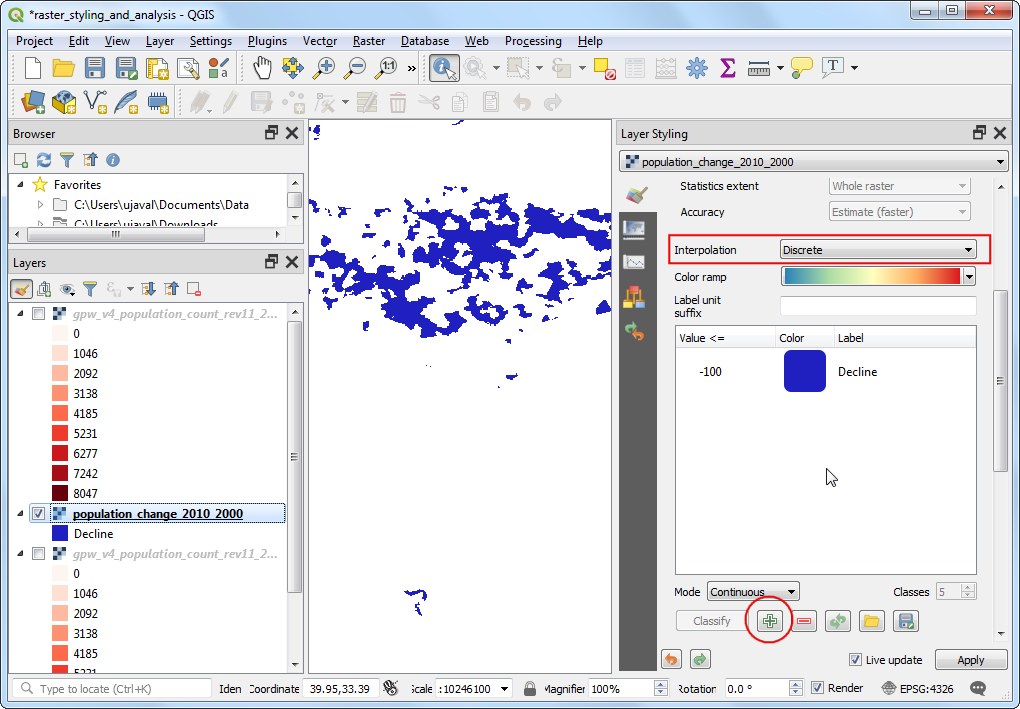 *raster_styling_and_analysis - QGIS
Project Edit View Layer Settings Plugins Vector Raster Database Web Processing Help
Browser
Favorites
C:\Users\ujaval\Documents\Data
C:\Users\ujaval\Downloads
Layers
gpw_v4_population_count_rev11_2...
0
1046
2092
3138
4185
5231
6277
7242
8047
population_change_2010_2000
Decline
gpw_v4_population_count_rev11_2...
0
1046
2092
3138
4185
5231
Layer Styling
population_change_2010_2000
Statistics extent Whole raster
Accuracy Estimate (faster)
Interpolation Discrete
Color ramp
Label unit
suffix
Value <= Color Label
-100 Decline
Mode Continuous Classes 5
Classify
Live update Apply
Type to locate (Ctrl+K) Iden Coordinate 39.95,33.39 Scale :10246100 Magnifier 100% Rotation 0.0 ° Render EPSG:4326